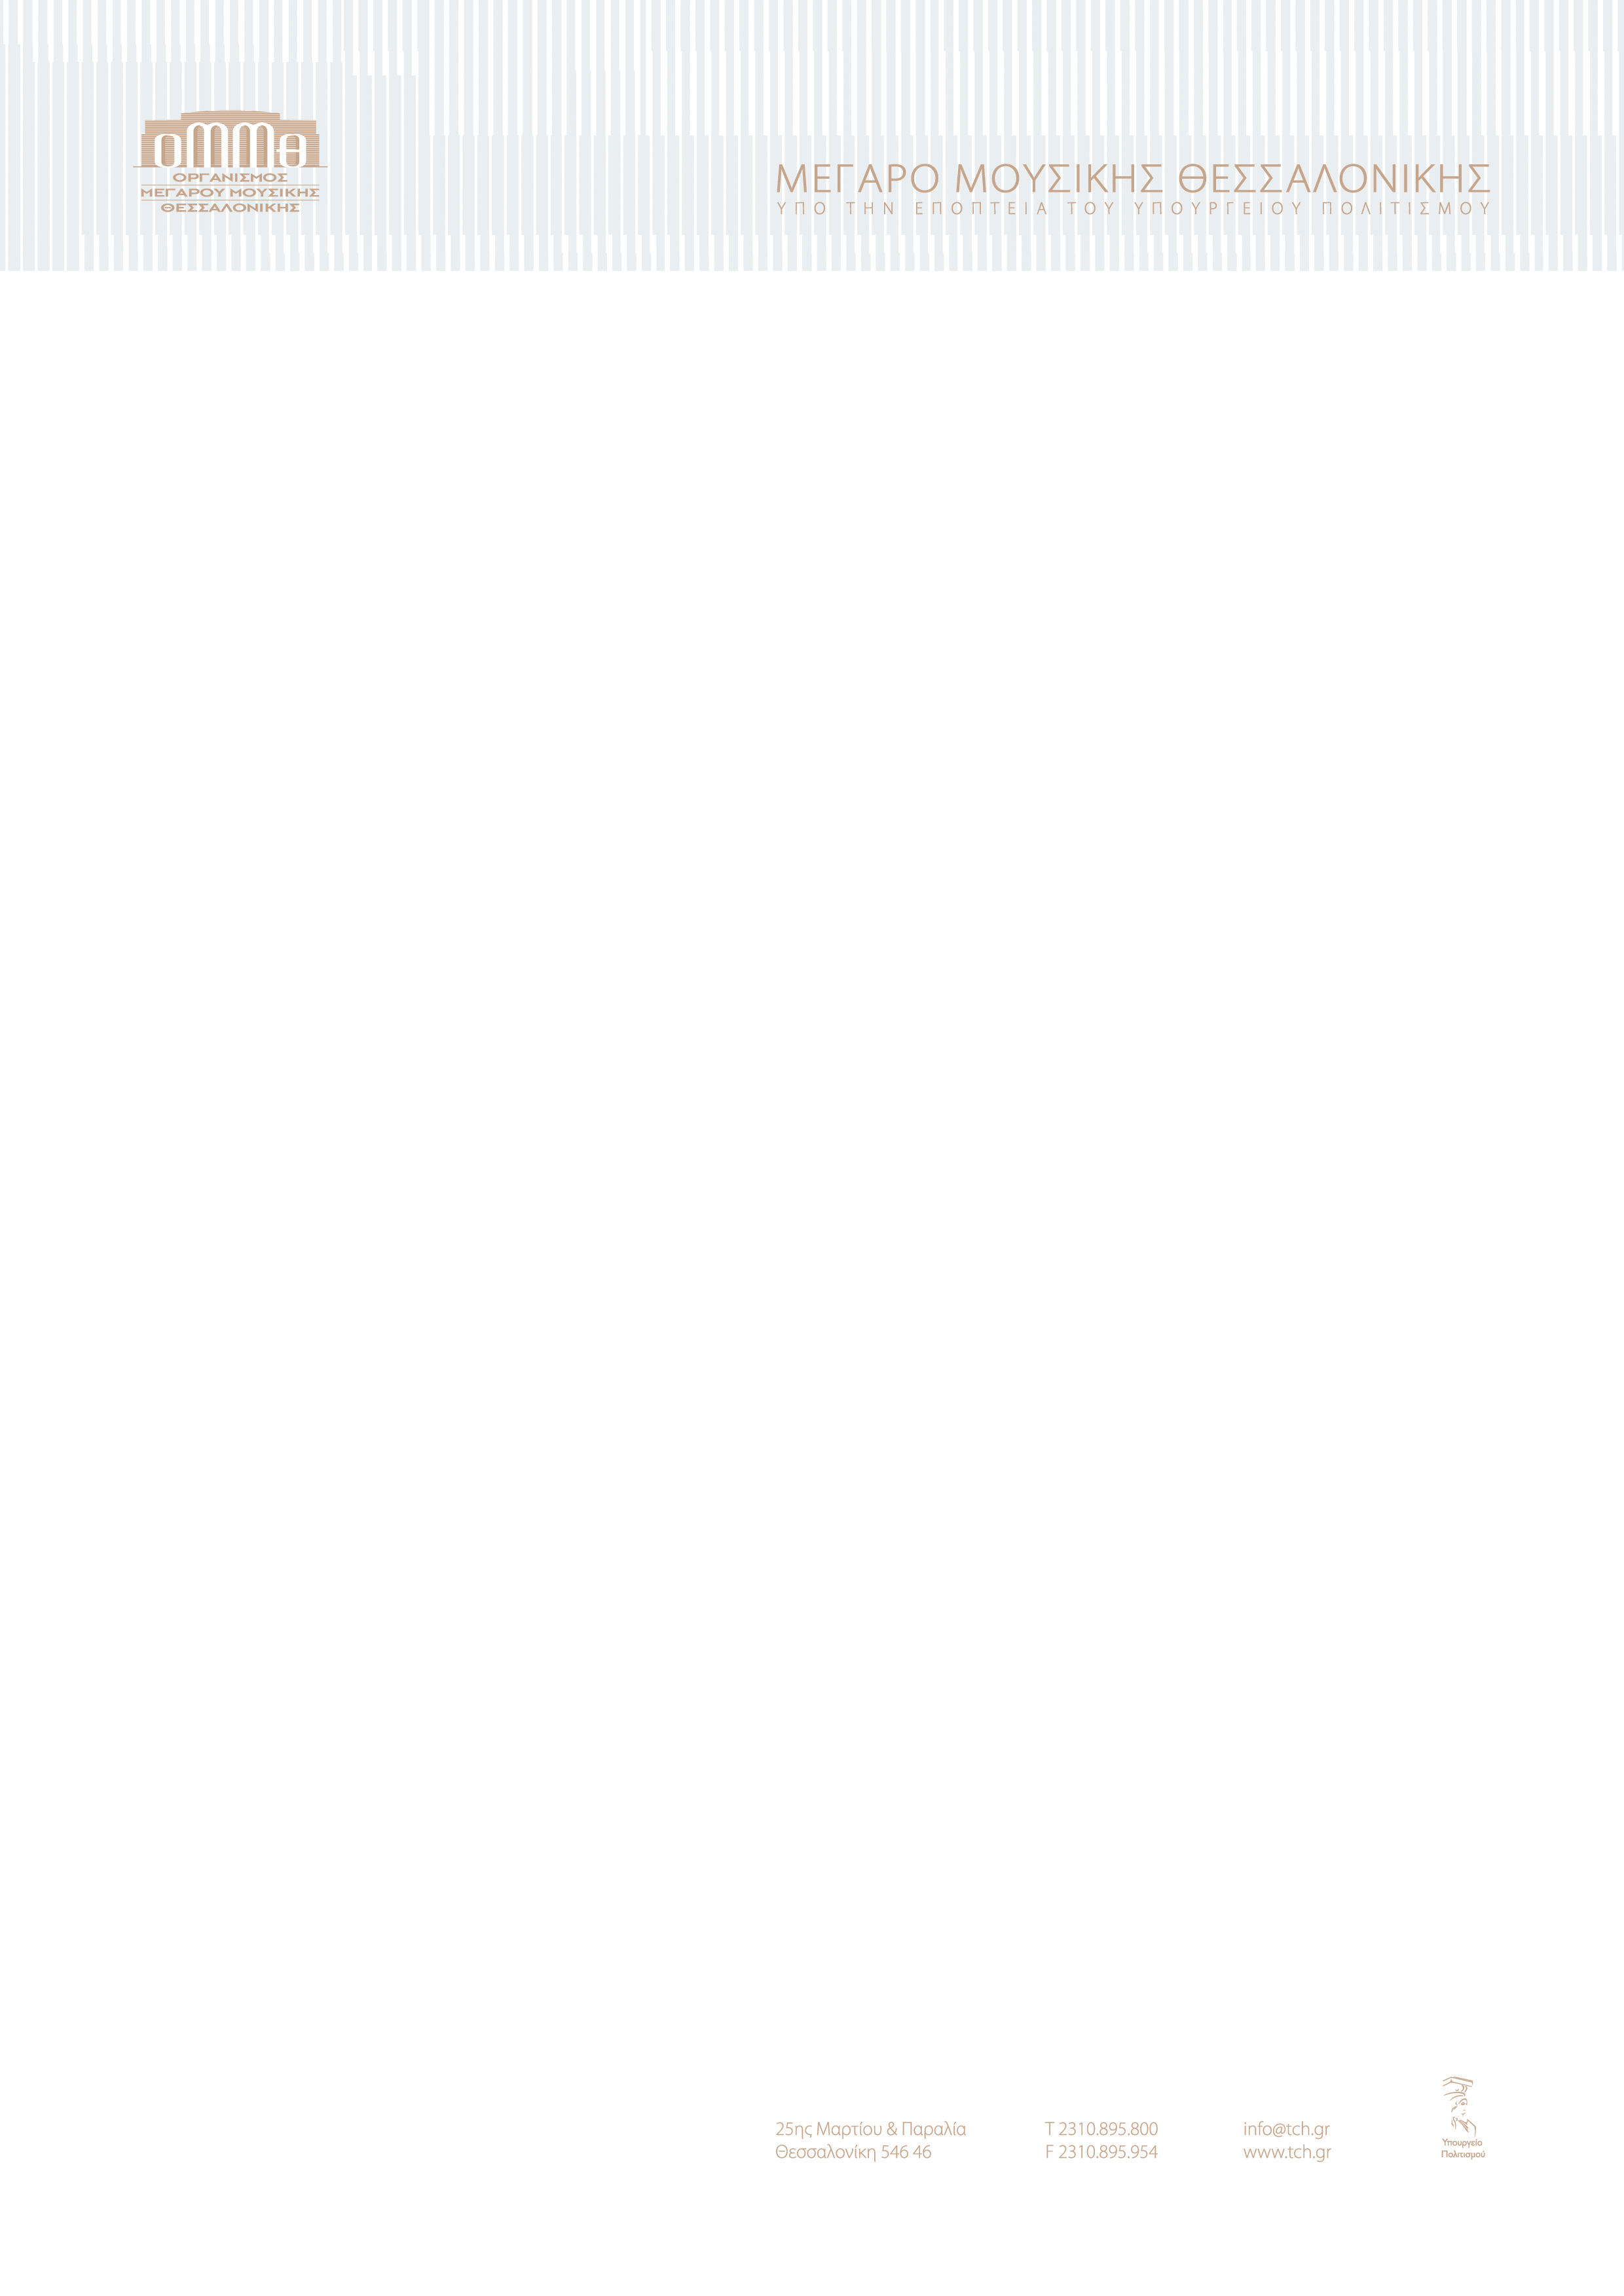 οΜΜθ
ΟΡΓΑΝΙΣΜΟΣ
ΜΕΓΑΡΟΥ ΜΟΥΣΙΚΗΣ
ΘΕΣΣΑΛΟΝΙΚΗΣ
ΜΕΓΑΡΟ ΜΟΥΣΙΚΗΣ ΘΕΣΣΑΛΟΝΙΚΗΣ
ΥΠΟ ΤΗΝ ΕΠΟΠΤΕΙΑ ΤΟΥ ΥΠΟΥΡΓΕΙΟΥ ΠΟΛΙΤΙΣΜΟΥ
25ης Μαρτίου & Παραλία
Θεσσαλονίκη 546 46
T 2310.895.800
F 2310.895.954
info@tch.gr
www.tch.gr
Υπουργείο
Πολιτισμού